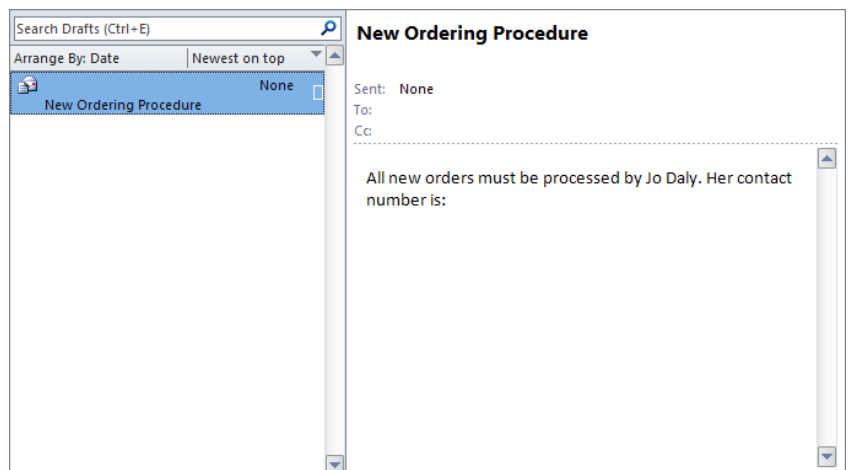 Search Drafts (Ctrl+E)
Arrange By: Date
Newest on top
None
New Ordering Procedure
New Ordering Procedure
Sent: None
To:
Cc:
All new orders must be processed by Jo Daly. Her contact
number is: